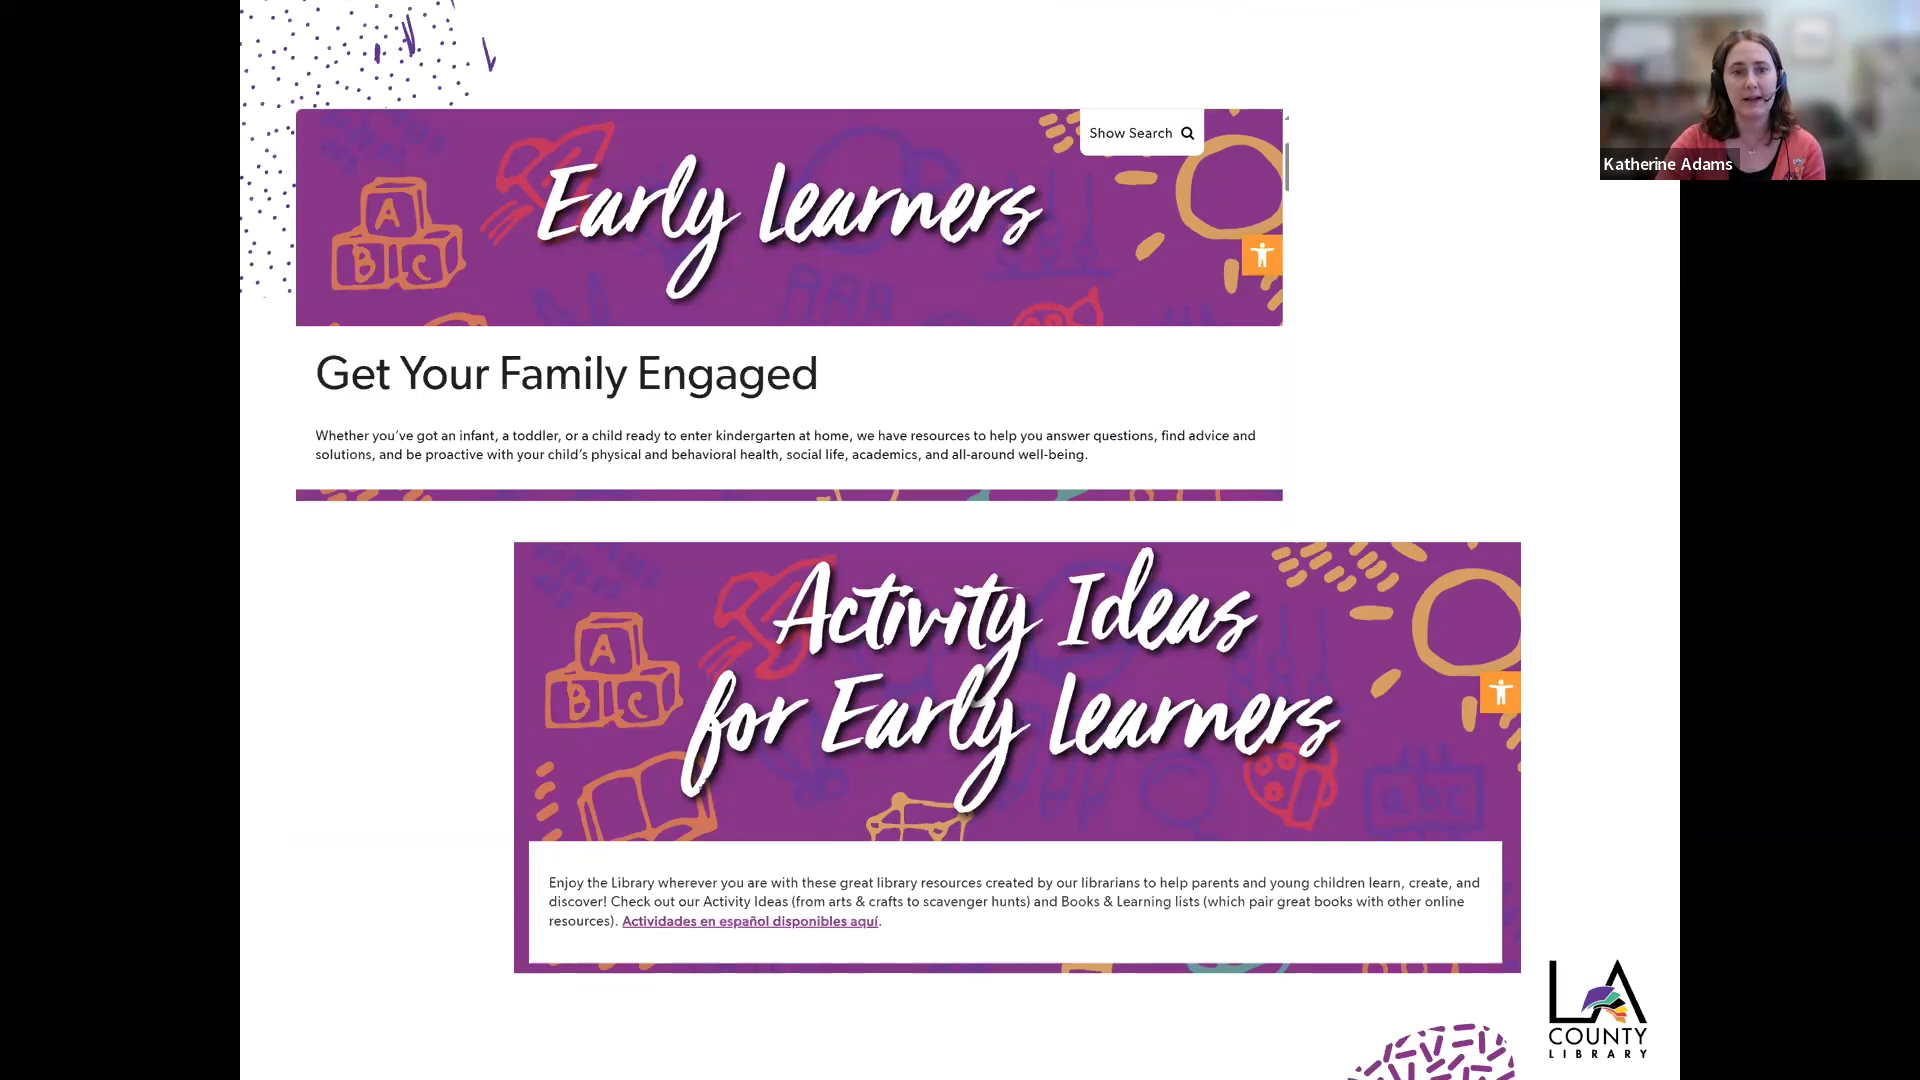 Show Search
Early Learners
A
B C
Get Your Family Engaged
Whether you've got an infant, a toddler, or a child ready to enter kindergarten at home, we have resources to help you answer questions, find advice and
solutions, and be proactive with your child's physical and behavioral health, social life, academics, and all-around well-being.
Activity Ideas
for Early Learners
A
B C
abc
Enjoy the Library wherever you are with these great library resources created by our librarians to help parents and young children learn, create, and
discover! Check out our Activity Ideas (from arts & crafts to scavenger hunts) and Books & Learning lists (which pair great books with other online
resources). Actividades en español disponibles aquí.
Katherine Adams
LA
COUNTY
LIBRARY